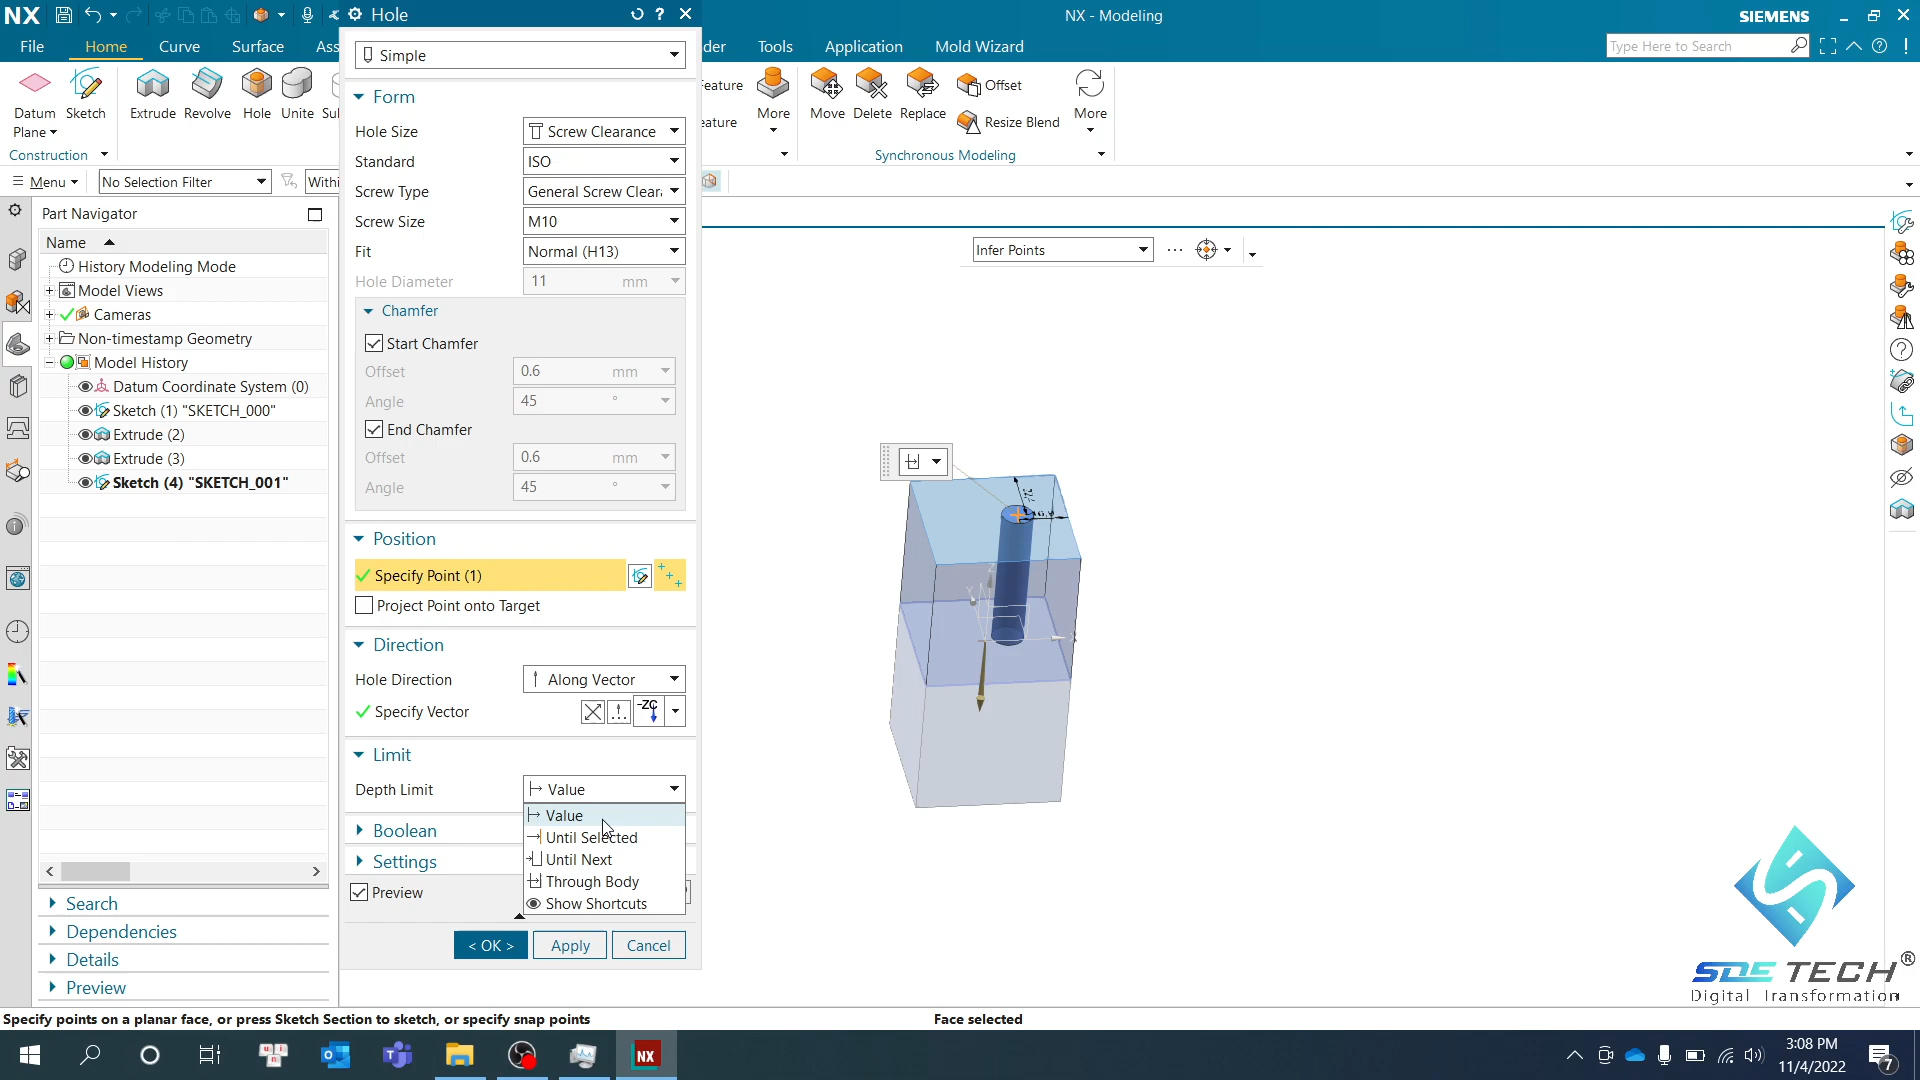 NX
Hole
NX - Modeling
SIEMENS
File
Home
Curve
Surface
Ass
der
Tools
Application
Mold Wizard
Type Here to Search
Simple
Datum
Plane
Sketch
Extrude
Revolve
Hole
Unite
Su
Feature
eature
More
Move
Delete
Replace
Offset
Resize Blend
More
Construction
Synchronous Modeling
Menu
No Selection Filter
With
Form
Hole Size
Screw Clearance
Standard
ISO
Screw Type
General Screw Clear
Screw Size
M10
Fit
Normal (H13)
Hole Diameter
11 mm
Chamfer
Start Chamfer
Offset
0.6 mm
Angle
45 °
End Chamfer
Offset
0.6 mm
Angle
45 °
Position
Specify Point (1)
Project Point onto Target
Direction
Hole Direction
Along Vector
Specify Vector
-ZC
Limit
Depth Limit
Value
Value
Until Selected
Until Next
Through Body
Show Shortcuts
Boolean
Settings
Preview
< OK >
Apply
Cancel
Part Navigator
Name
History Modeling Mode
Model Views
Cameras
Non-timestamp Geometry
Model History
Datum Coordinate System (0)
Sketch (1) "SKETCH_000"
Extrude (2)
Extrude (3)
Sketch (4) "SKETCH_001"
Search
Dependencies
Details
Preview
Infer Points
SDE TECH®
Digital Transformation
Specify points on a planar face, or press Sketch Section to sketch, or specify snap points
Face selected
NX
3:08 PM
11/4/2022
7